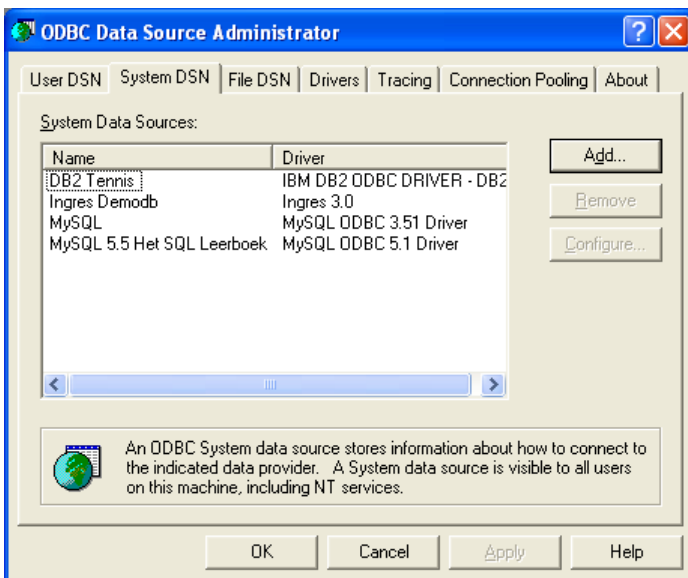 ODBC Data Source Administrator
User DSN System DSN File DSN Drivers Tracing Connection Pooling About
System Data Sources:
Name Driver
DB2 Tennis IBM DB2 ODBC DRIVER - DB2
Ingres Demodb Ingres 3.0
MySQL MySQL ODBC 3.51 Driver
MySQL 5.5 Het SQL Leerboek MySQL ODBC 5.1 Driver
Add...
Remove
Configure...
An ODBC System data source stores information about how to connect to
the indicated data provider. A System data source is visible to all users
on this machine, including NT services.
OK Cancel Apply Help